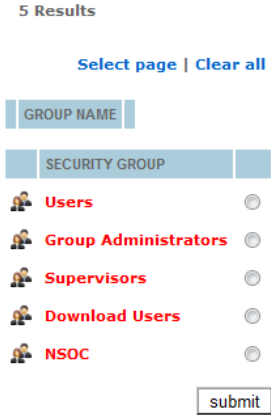 5 Results
Select page | Clear all
GROUP NAME
SECURITY GROUP
Users
Group Administrators
Supervisors
Download Users
NSOC
submit